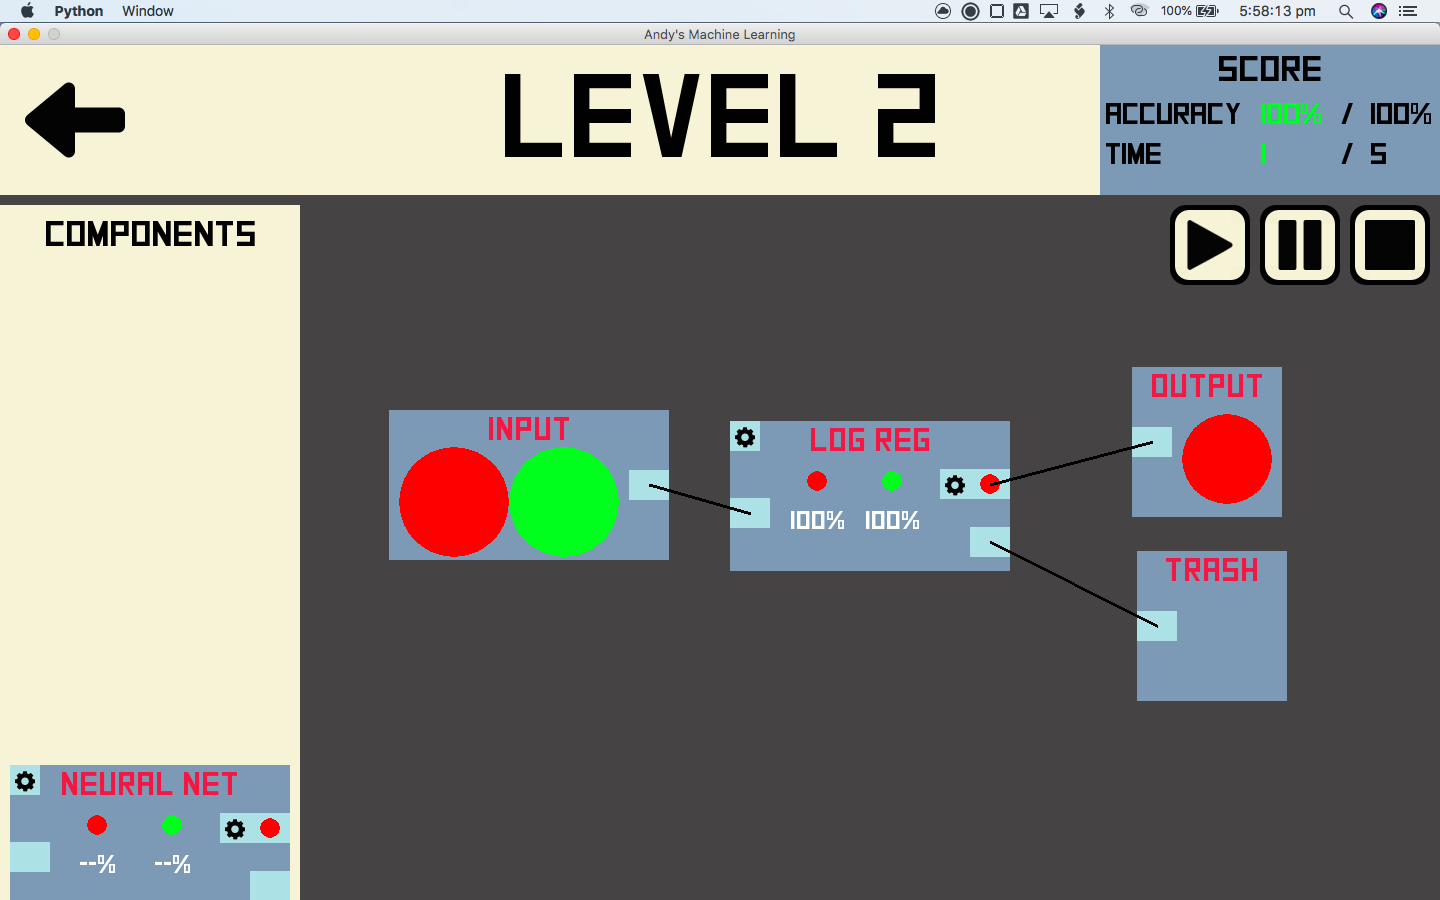 Python Window
100% 5:58:13 pm
Andy's Machine Learning
LEVEL 2
SCORE
ACCURACY 100% / 100%
TIME 1 / 5
COMPONENTS
INPUT
LOG REG
100% 100%
OUTPUT
TRASH
NEURAL NET
--% --%